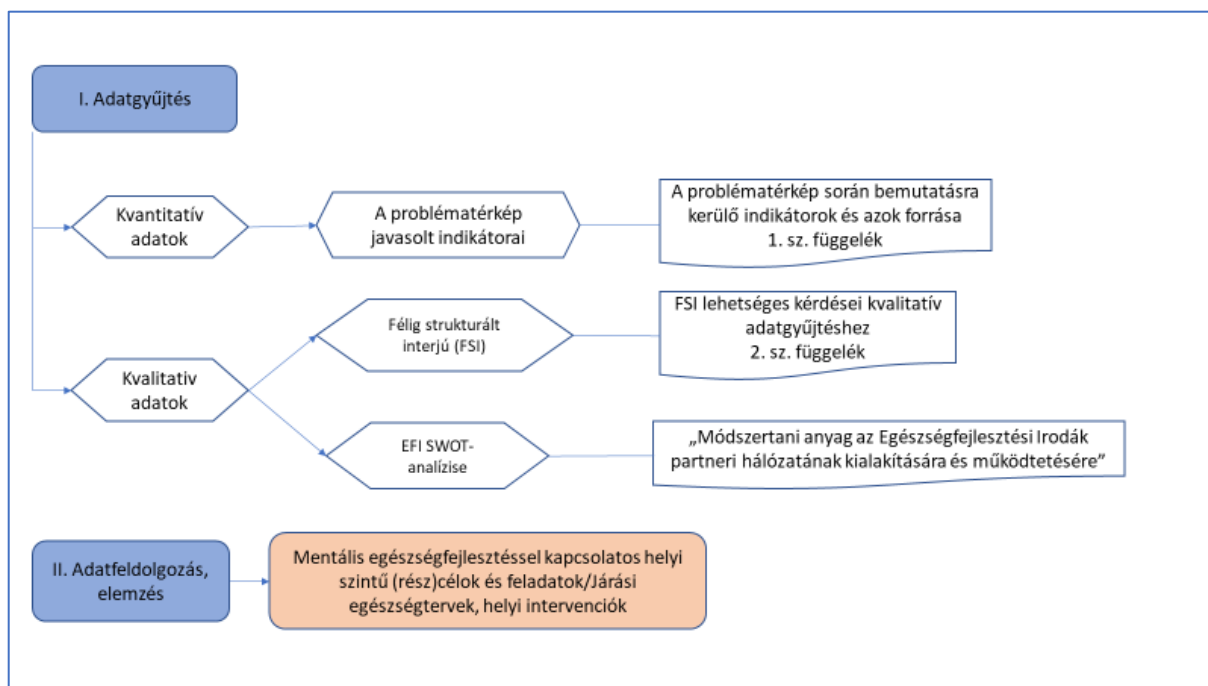 I. Adatgyűjtés
Kvantitatív
adatok
A problématérkép
javasolt indikátorai
A problématérkép során bemutatásra
kerülő indikátorok és azok forrása
1. sz. függelék
Kvalitatív
adatok
Félig strukturált
interjú (FSI)
FSI lehetséges kérdései kvalitatív
adatgyűjtéshez
2. sz. függelék
EFI SWOT-
analízise
„Módszertani anyag az Egészségfejlesztési Irodák
partneri hálózatának kialakítására és működtetésére”
II. Adatfeldolgozás,
elemzés
Mentális egészségfejlesztéssel kapcsolatos helyi
szintű (rész)célok és feladatok/Járási
egészségtervek, helyi intervenciók